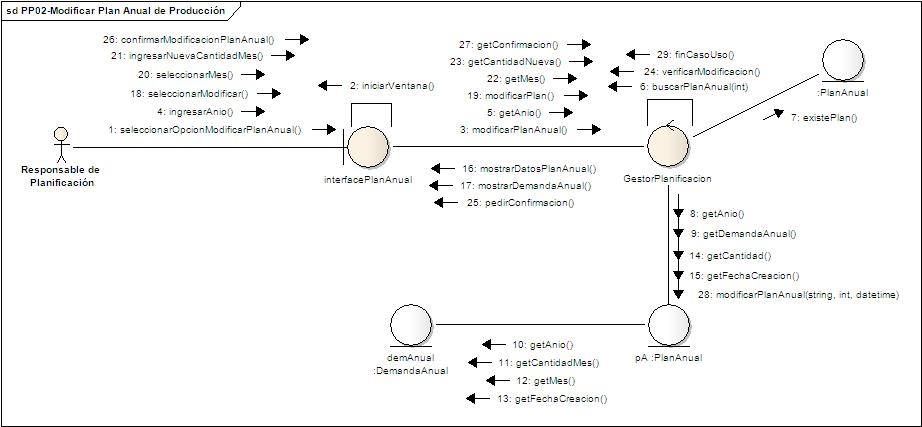 sd PP02-Modificar Plan Anual de Producción
26: confirmarModificacionPlanAnual()
21: ingresarNuevaCantidadMes()
20: seleccionarMes()
18: seleccionarModificar()
4: ingresarAnio()
1: seleccionarOpcionModificarPlanAnual()
2: iniciarVentana()
27: getConfirmacion()
23: getCantidadNueva()
22: getMes()
19: modificarPlan()
5: getAnio()
3: modificarPlanAnual()
29: finCasoUso()
24: verificarModificacion()
6: buscarPlanAnual(int)
:PlanAnual
7: existePlan()
Responsable de
Planificación
interfacePlanAnual
16: mostrarDatosPlanAnual()
17: mostrarDemandaAnual()
25: pedirConfirmacion()
GestorPlanificacion
8: getAnio()
9: getDemandaAnual()
14: getCantidad()
15: getFechaCreacion()
28: modificarPlanAnual(string, int, datetime)
demAnual
:DemandaAnual
10: getAnio()
11: getCantidadMes()
12: getMes()
13: getFechaCreacion()
pA :PlanAnual